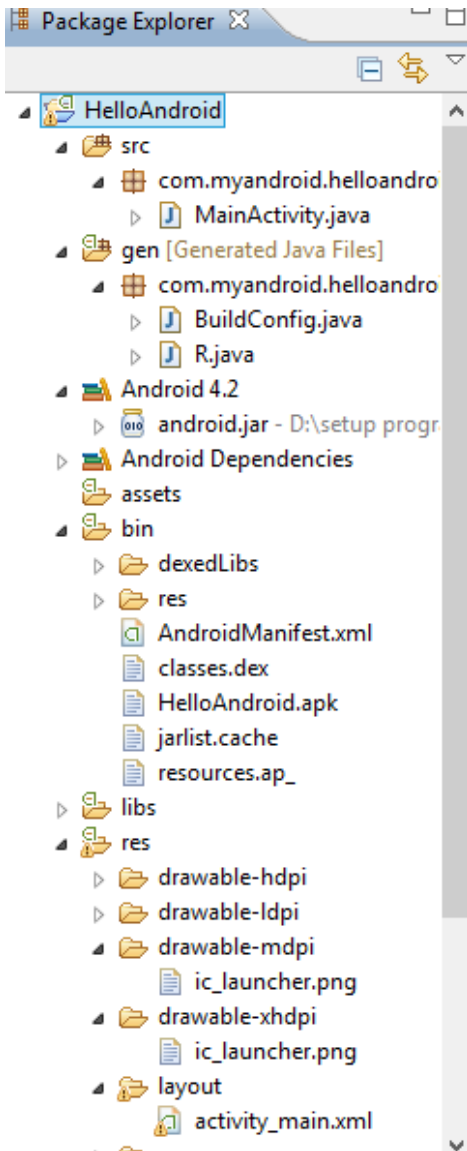 Package Explorer
HelloAndroid
src
com.myandroid.helloandro
MainActivity.java
gen [Generated Java Files]
com.myandroid.helloandro
BuildConfig.java
R.java
Android 4.2
android.jar - D:\setup progr
Android Dependencies
assets
bin
dexedLibs
res
AndroidManifest.xml
classes.dex
HelloAndroid.apk
jarlist.cache
resources.ap_
libs
res
drawable-hdpi
drawable-ldpi
drawable-mdpi
ic_launcher.png
drawable-xhdpi
ic_launcher.png
layout
activity_main.xml